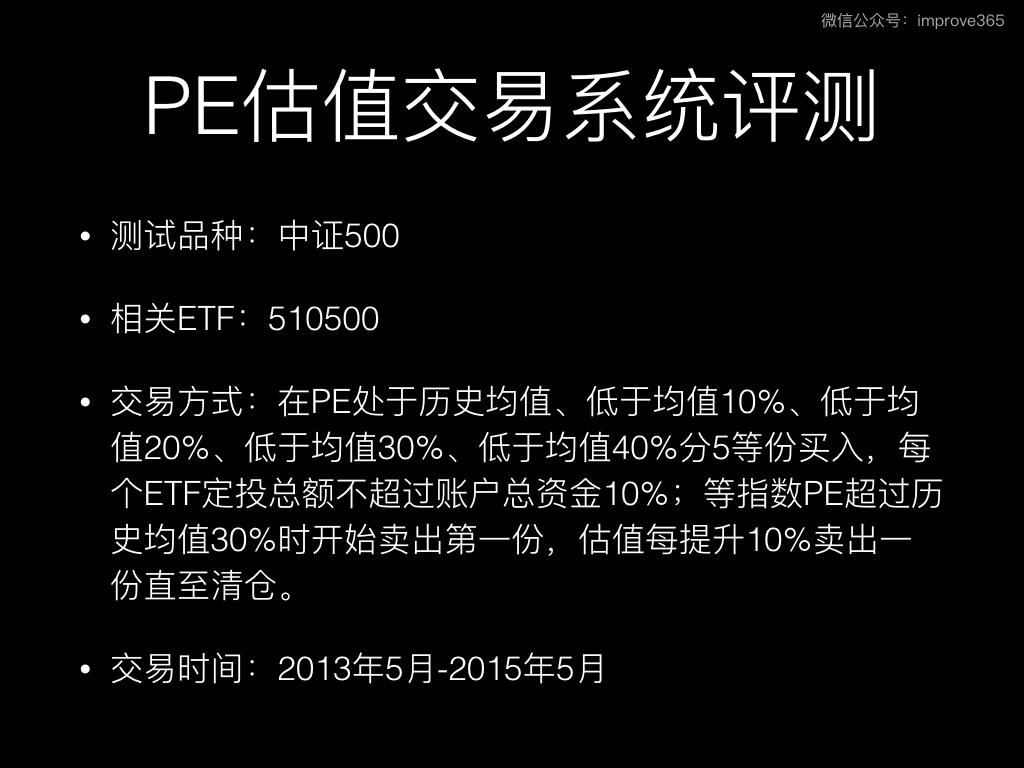 微信公众号：improve365
PE估值交易系统评测
• 测试品种：中证500
• 相关ETF：510500
• 交易方式：在PE处于历史均值、低于均值10%、低于均
值20%、低于均值30%、低于均值40%分5等份买入，每
个ETF定投总额不超过账户总资金10%；等指数PE超过历
史均值30%时开始卖出第一份，估值每提升10%卖出一
份直至清仓。
• 交易时间：2013年5月-2015年5月